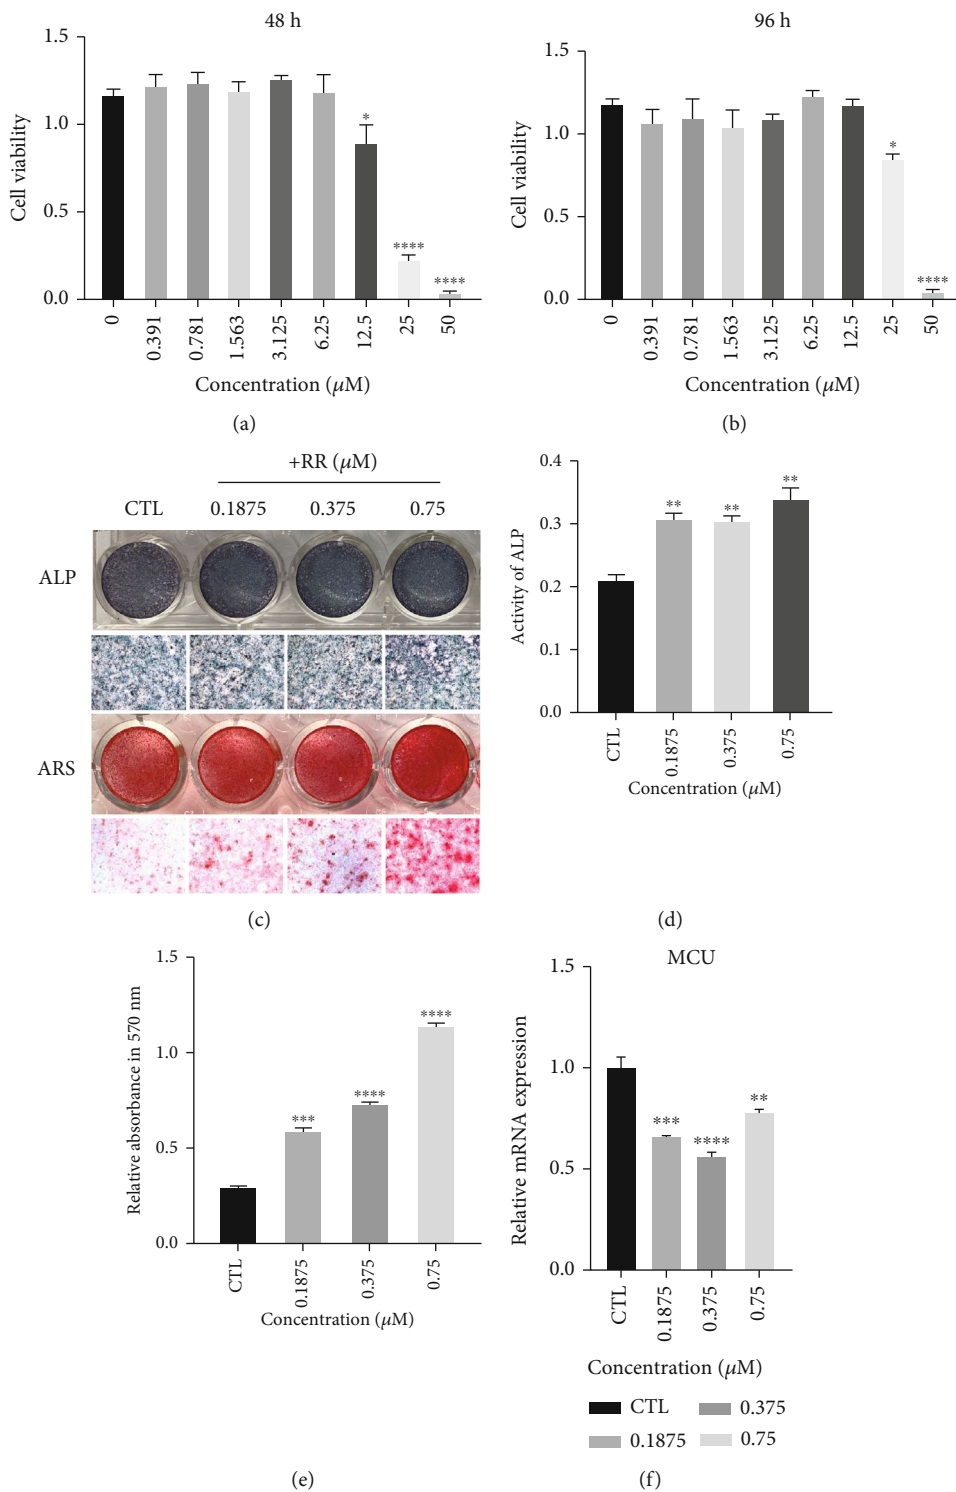 48 h
1.5
1.0
0.5
0.0
Cell viability
*
****
****
0
0.391
0.781
1.563
3.125
6.25
12.5
25
50
Concentration (μM)
(a)
96 h
1.5
1.0
0.5
0.0
Cell viability
*
****
0
0.391
0.781
1.563
3.125
6.25
12.5
25
50
Concentration (μM)
(b)
+RR (μM)
CTL
0.1875
0.375
0.75
ALP
ARS
(c)
0.4
0.3
0.2
0.1
0.0
Activity of ALP
**
**
**
CTL
0.1875
0.375
0.75
Concentration (μM)
(d)
1.5
1.0
0.5
0.0
Relative absorbance in 570 nm
***
****
****
CTL
0.1875
0.375
0.75
Concentration (μM)
(e)
MCU
1.5
1.0
0.5
0.0
Relative mRNA expression
***
****
**
CTL
0.1875
0.375
0.75
Concentration (μM)
CTL
0.375
0.1875
0.75
(f)